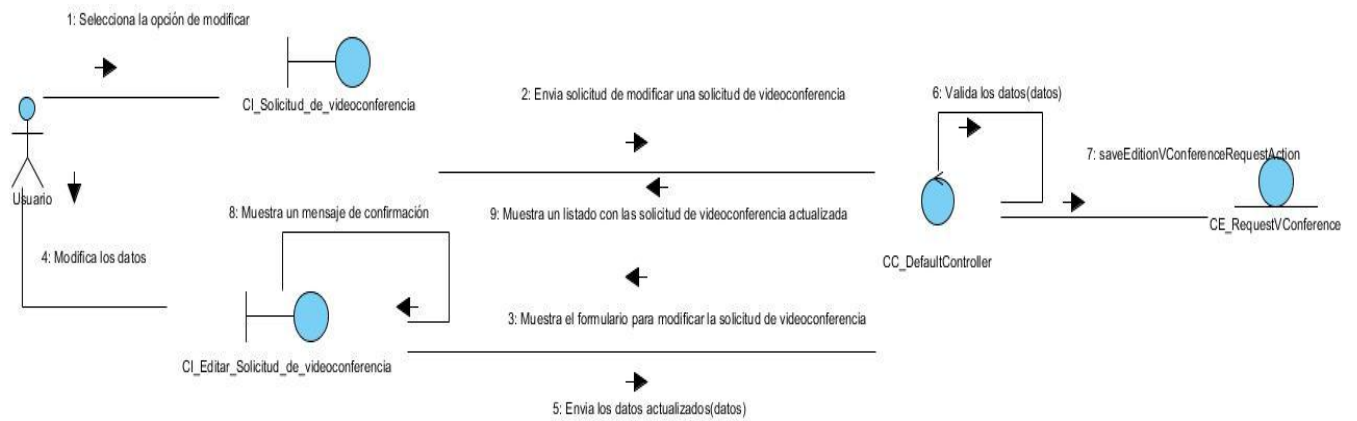 1: Selecciona la opción de modificar
CI_Solicitud_de_videoconferencia
2: Envia solicitud de modificar una solicitud de videoconferencia
6: Valida los datos(datos)
7: saveEditionVConferenceRequestAction
Usuario
8: Muestra un mensaje de confirmación
9: Muestra un listado con las solicitud de videoconferencia actualizada
CE_RequestVConference
4: Modifica los datos
CC_DefaultController
3: Muestra el formulario para modificar la solicitud de videoconferencia
CI_Editar_Solicitud_de_videoconferencia
5: Envia los datos actualizados(datos)